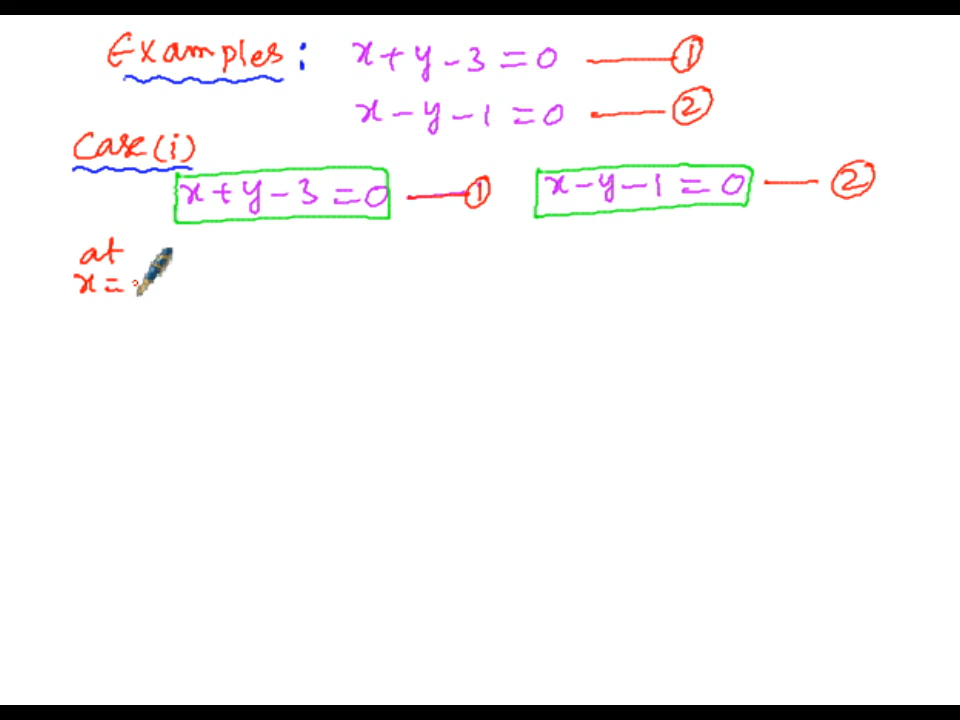 Examples : x + y - 3 = 0 —— ①
x - y - 1 = 0 —— ②
Case (i)
x + y - 3 = 0 —— ① x - y - 1 = 0 —— ②
at
x =